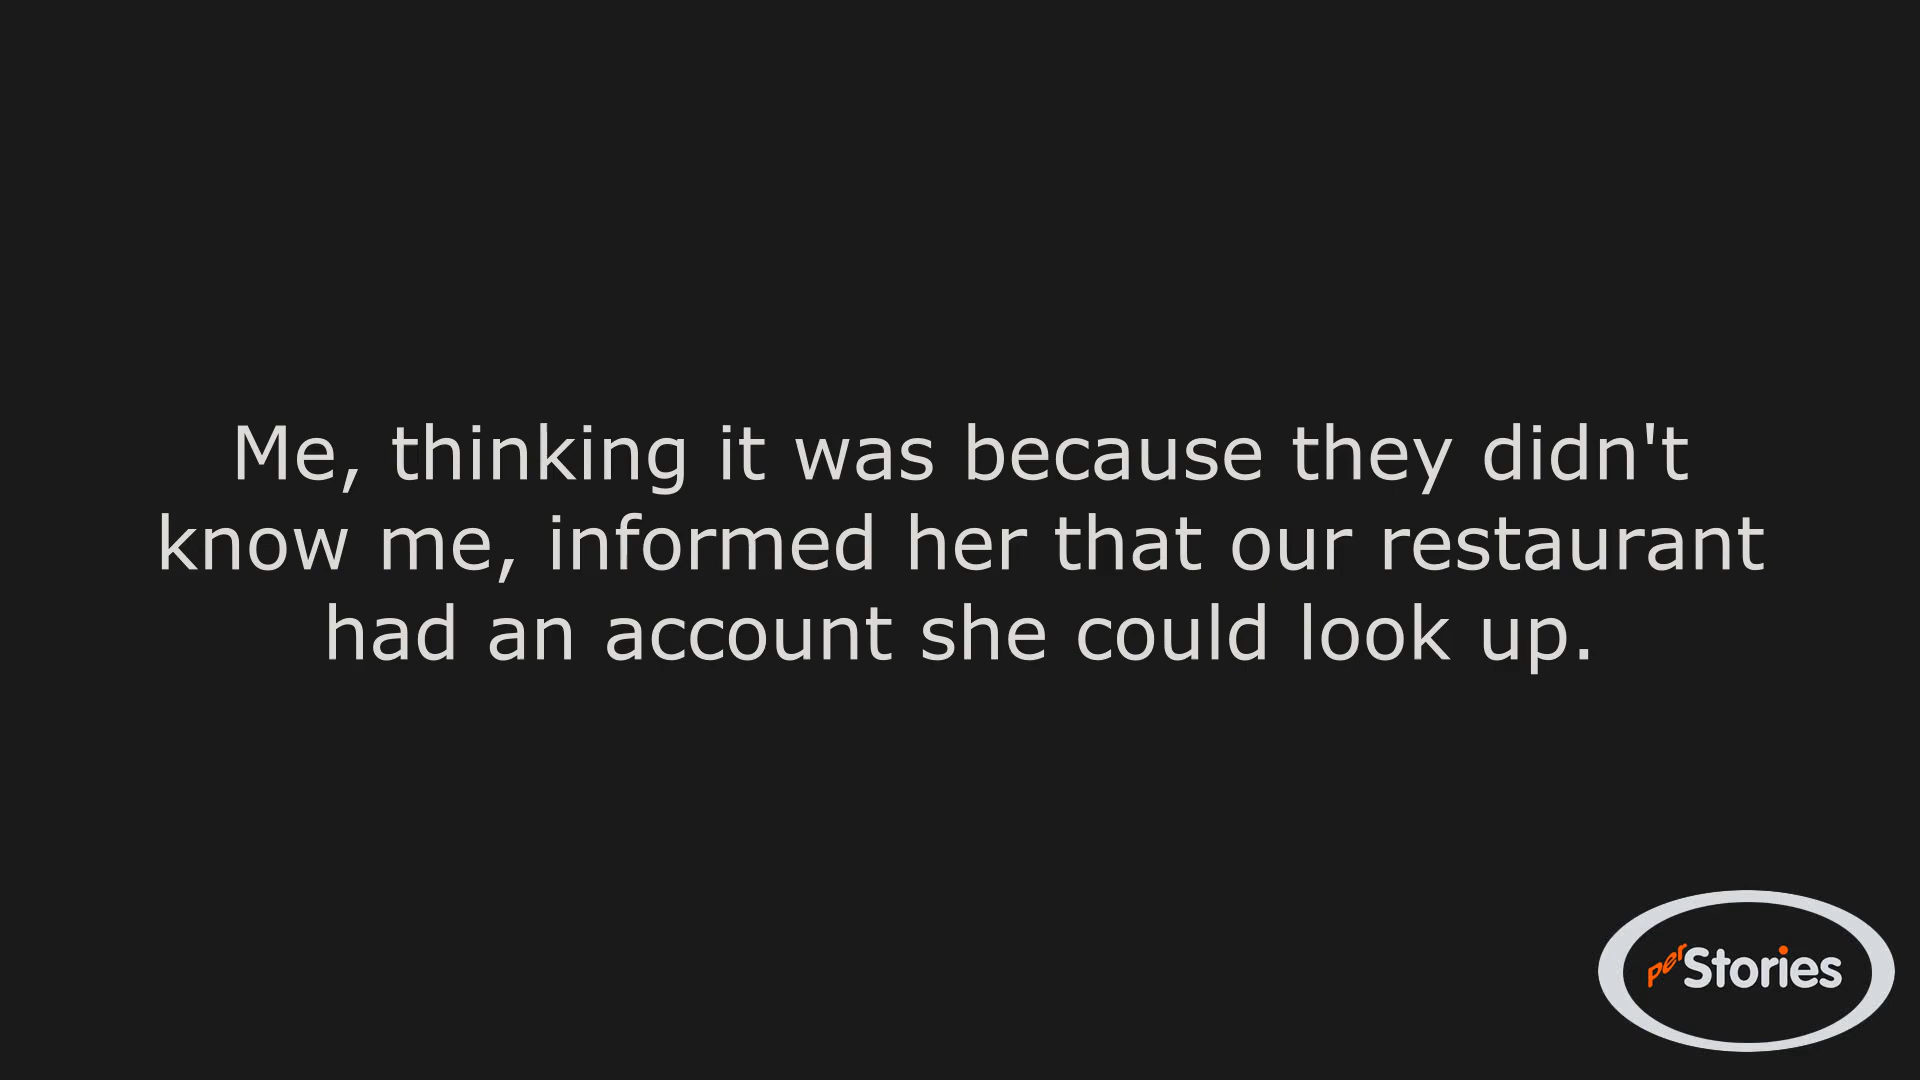 Me, thinking it was because they didn't
know me, informed her that our restaurant
had an account she could look up.
perStories